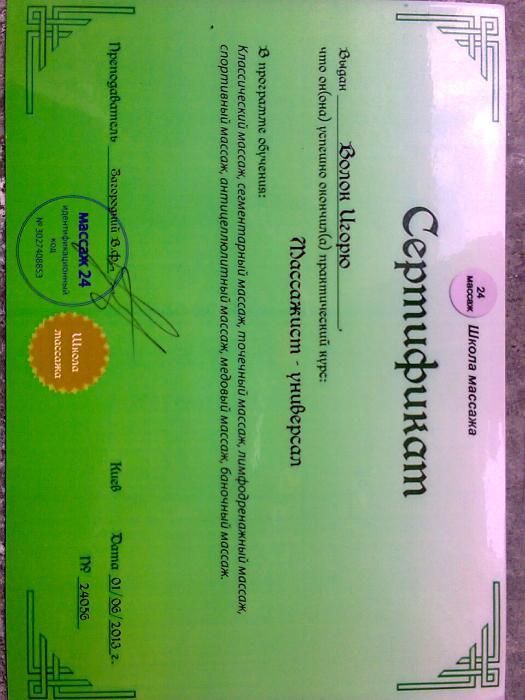 24 массаж Школа массажа
Сертификат
Выдан Волок Игорю,
что он(она) успешно окончил(а) практический курс:
Массажист - универсал
В программе обучения:
Классический массаж, сегментарный массаж, точечный массаж, лимфодренажный массаж,
спортивный массаж, антицеллюлитный массаж, медовый массаж, баночный массаж.
Преподаватель Загородний В.Ф. Киев Дата 01/06/2013 г.
№ 24056
массаж 24
идентификационный
код
№ 3027408853
Школа
массажа